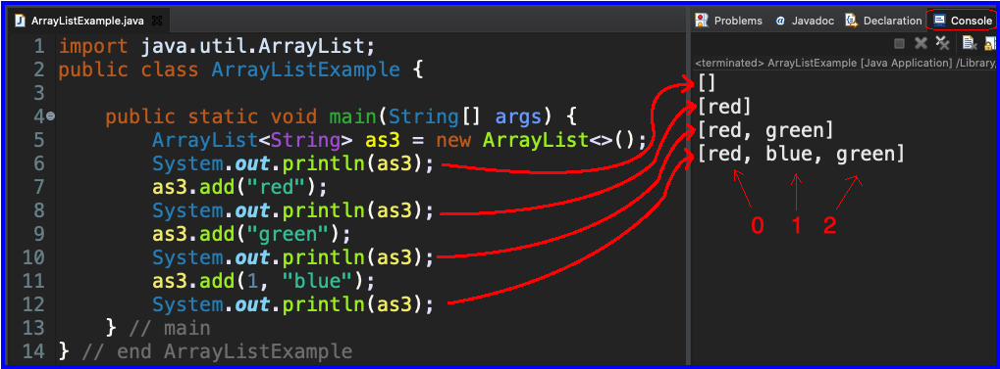 ArrayListExample.java
1 import java.util.ArrayList;
2 public class ArrayListExample {
3
4 public static void main(String[] args) {
5 ArrayList<String> as3 = new ArrayList<>();
6 System.out.println(as3);
7 as3.add("red");
8 System.out.println(as3);
9 as3.add("green");
10 System.out.println(as3);
11 as3.add(1, "blue");
12 System.out.println(as3);
13 } // main
14 } // end ArrayListExample
Problems @ Javadoc Declaration Console
<terminated> ArrayListExample [Java Application] /Library/
[]
[red]
[red, green]
[red, blue, green]
0 1 2